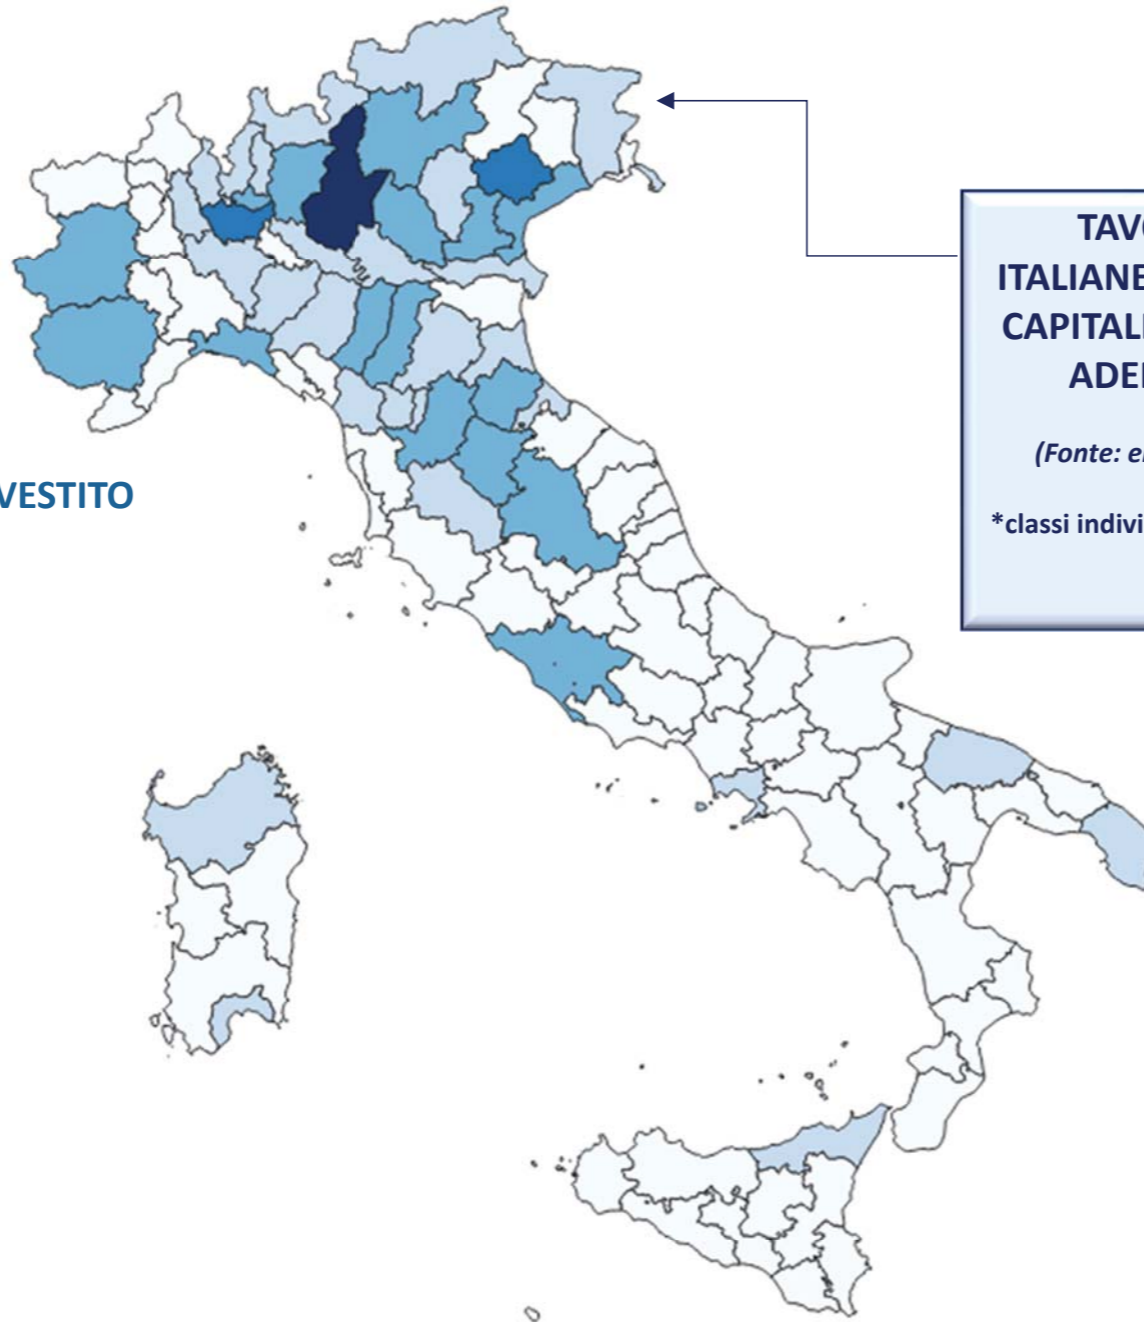 TAVO
ITALIANE
CAPITAL
ADE
(Fonte: e
VESTITO
*classi indivi